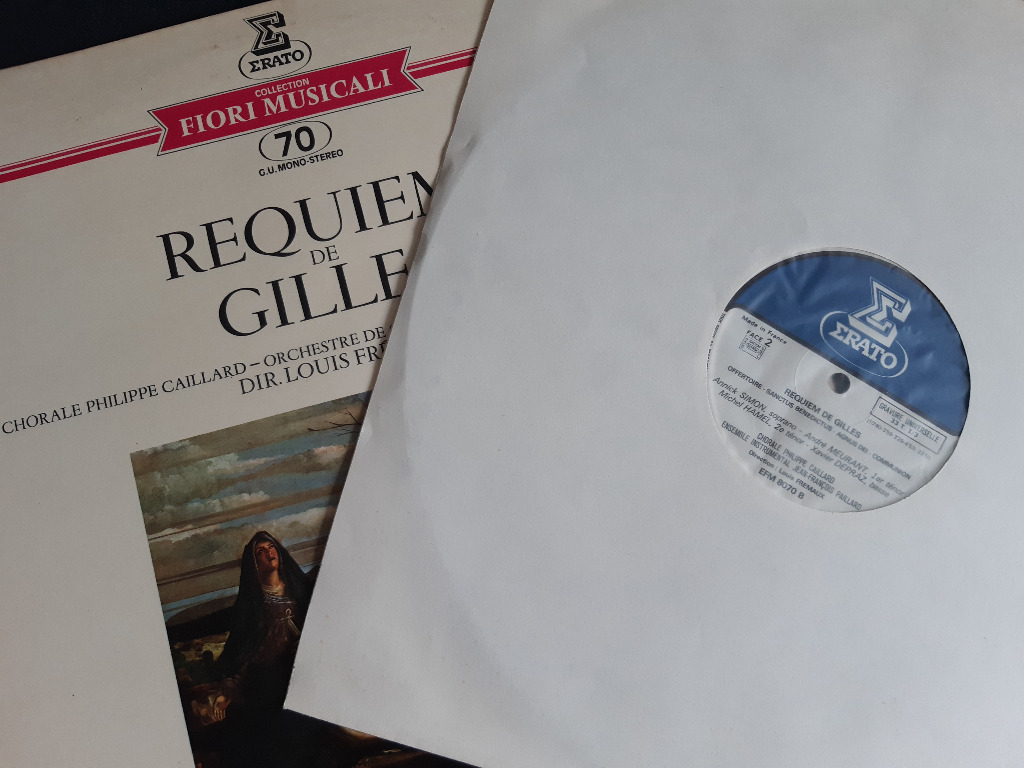 ΣRATO
COLLECTION
FIORI MUSICALI
70
G.U. MONO-STEREO
REQUIEM
DE
GILLE
CHORALE PHILIPPE CAILLARD – ORCHESTRE DE
DIR. LOUIS FRÉ
ΣRATO
Made in France
FACE 2
GRAVURE UNIVERSELLE
REQUIEM DE GILLES
OFFERTOIRE - SANCTUS BENEDICTUS - AGNUS DEI - COMMUNION
Annick SIMON, soprano - André MEURANT, 1er ténor
Michel HAMEL, 2e ténor - Xavier DEPRAZ, basse
CHORALE PHILIPPE CAILLARD
ENSEMBLE INSTRUMENTAL JEAN-FRANÇOIS PAILLARD
Direction : Louis FREMAUX
EFM 8070 B